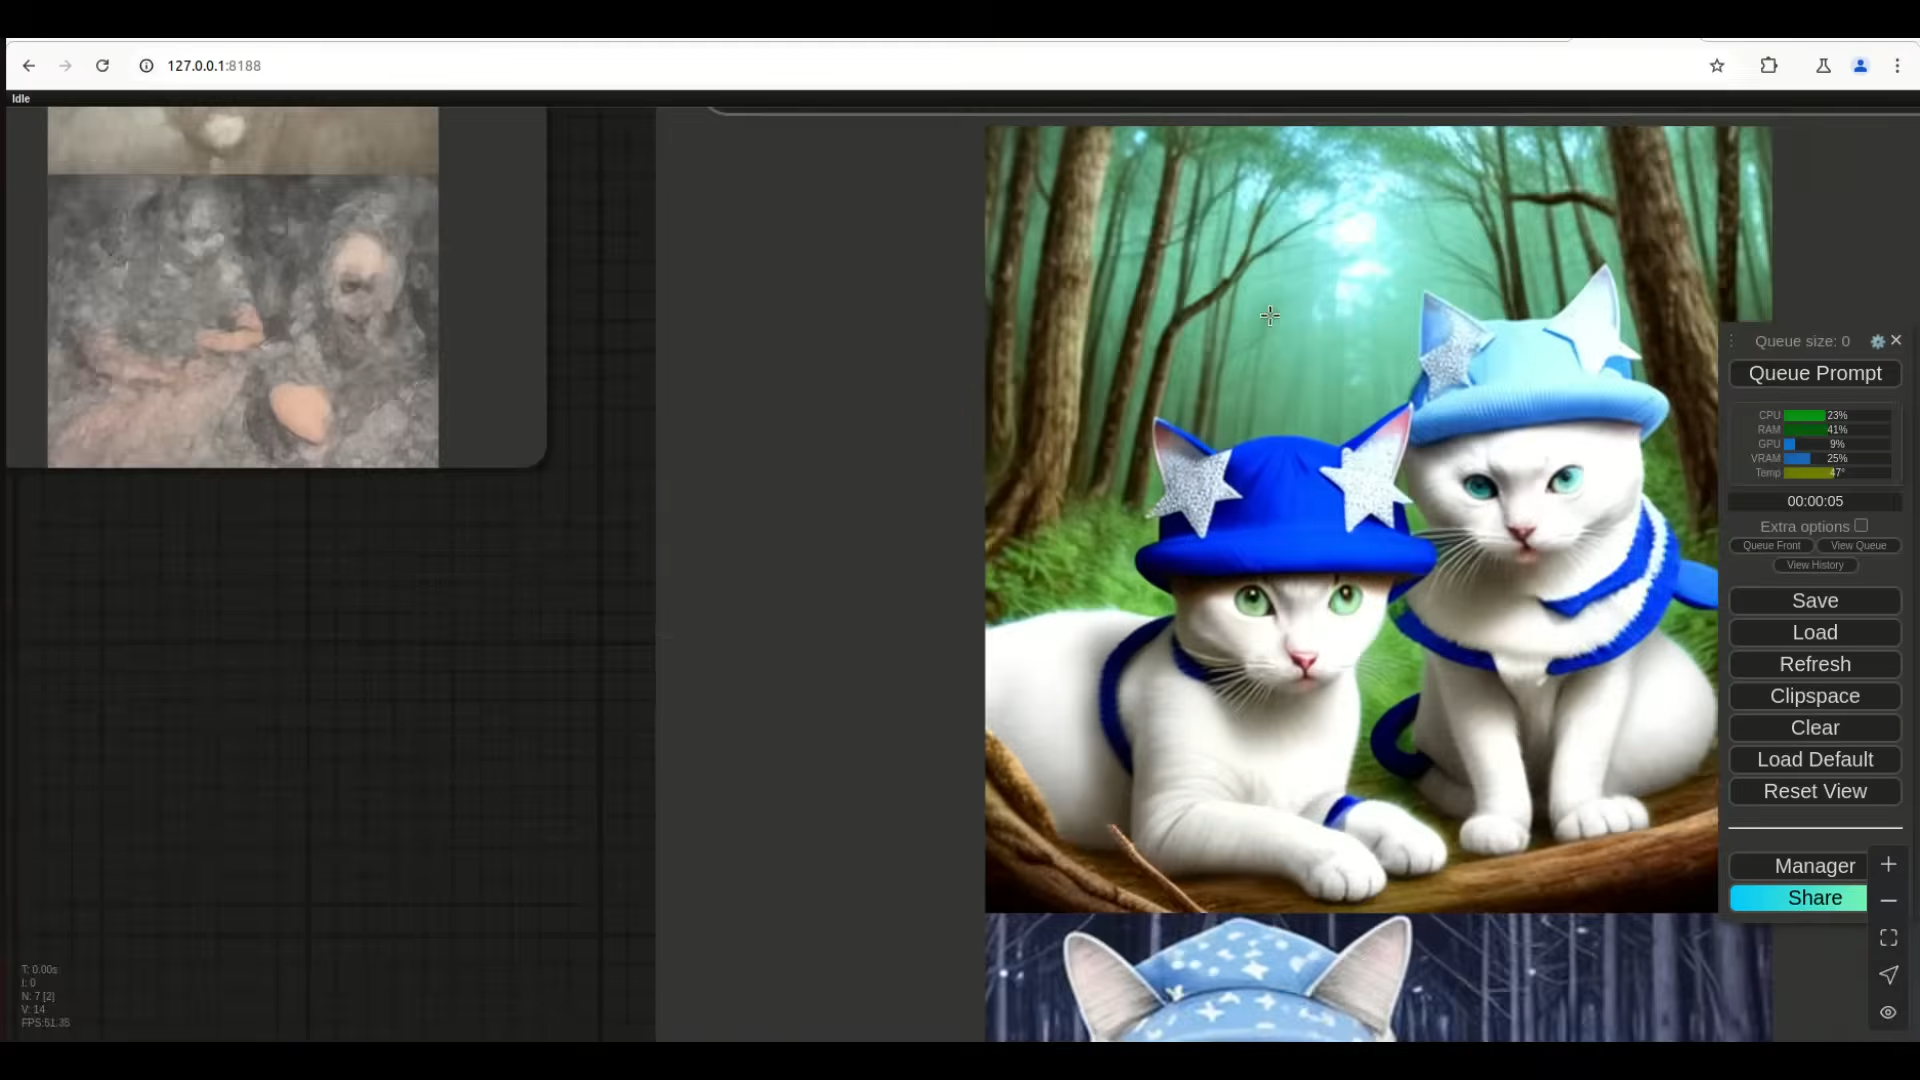 127.0.0.1:8188
Idle
Queue size: 0
Queue Prompt
CPU 23%
RAM 41%
GPU 9%
VRAM 25%
Temp 47°
00:00:05
Extra options
Queue Front View Queue
View History
Save
Load
Refresh
Clipspace
Clear
Load Default
Reset View
Manager
Share
T: 0.00s
I: 0
N: 7 [2]
V: 14
FPS:51.35